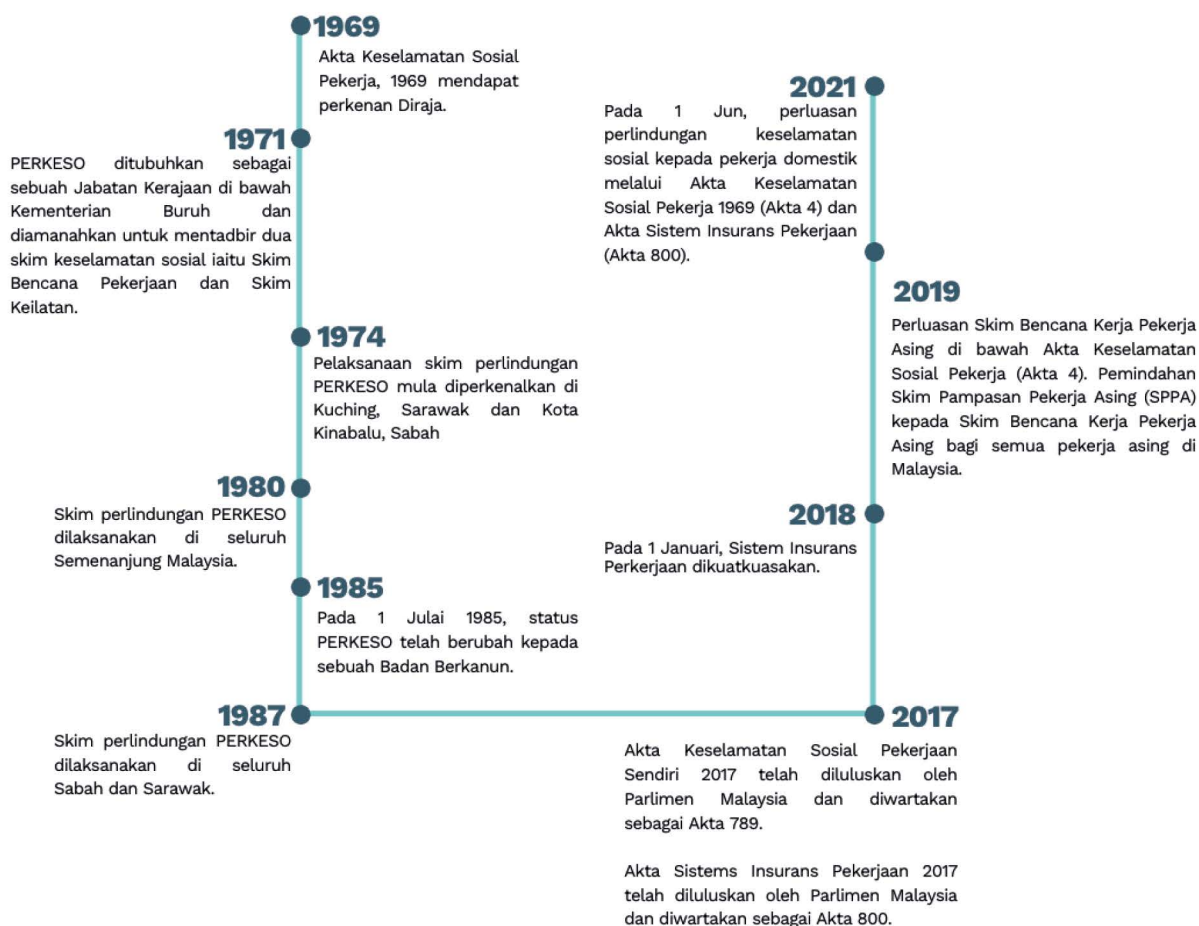 1969
Akta Keselamatan Sosial
Pekerja, 1969 mendapat
perkenan Diraja.
1971
PERKESO ditubuhkan sebagai
sebuah Jabatan Kerajaan di bawah
Kementerian Buruh dan
diamanahkan untuk mentadbir dua
skim keselamatan sosial iaitu Skim
Bencana Pekerjaan dan Skim
Keilatan.
1974
Pelaksanaan skim perlindungan
PERKESO mula diperkenalkan di
Kuching, Sarawak dan Kota
Kinabalu, Sabah
1980
Skim perlindungan PERKESO
dilaksanakan di seluruh
Semenanjung Malaysia.
1985
Pada 1 Julai 1985, status
PERKESO telah berubah kepada
sebuah Badan Berkanun.
1987
Skim perlindungan PERKESO
dilaksanakan di seluruh
Sabah dan Sarawak.
2017
Akta Keselamatan Sosial Pekerjaan
Sendiri 2017 telah diluluskan oleh
Parlimen Malaysia dan diwartakan
sebagai Akta 789.
Akta Sistems Insurans Pekerjaan 2017
telah diluluskan oleh Parlimen Malaysia
dan diwartakan sebagai Akta 800.
2018
Pada 1 Januari, Sistem Insurans
Perkerjaan dikuatkuasakan.
2019
Perluasan Skim Bencana Kerja Pekerja
Asing di bawah Akta Keselamatan
Sosial Pekerja (Akta 4). Pemindahan
Skim Pampasan Pekerja Asing (SPPA)
kepada Skim Bencana Kerja Pekerja
Asing bagi semua pekerja asing di
Malaysia.
2021
Pada 1 Jun, perluasan
perlindungan keselamatan
sosial kepada pekerja domestik
melalui Akta Keselamatan
Sosial Pekerja 1969 (Akta 4) dan
Akta Sistem Insurans Pekerjaan
(Akta 800).